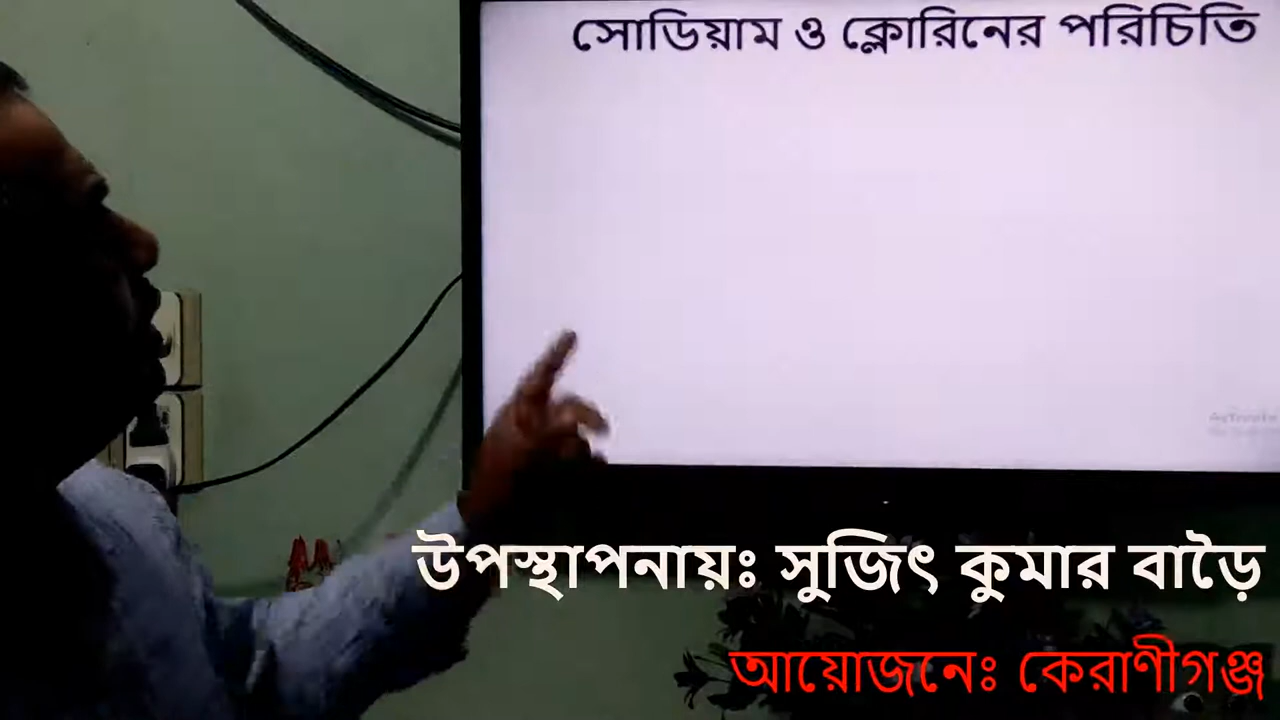 সোডিয়াম ও ক্লোরিনের পরিচিতি
উপস্থাপনায়ঃ সুজিৎ কুমার বাড়ৈ
আয়োজনেঃ কেরাণীগঞ্জ